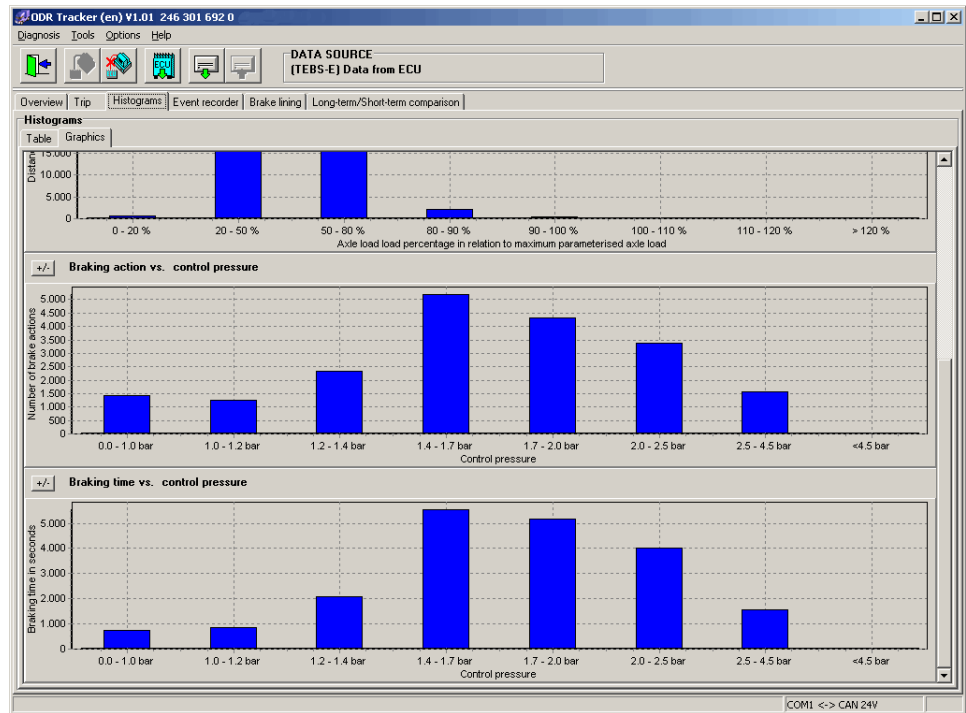 ODR Tracker (en) V1.01 246 301 692 0
Diagnosis Tools Options Help
ECU
DATA SOURCE
(TEBS-E) Data from ECU
Overview Trip Histograms Event recorder Brake lining Long-term/Short-term comparison
Histograms
Table Graphics
Distan
15.000
10.000
5.000
0
0 - 20 % 20 - 50 % 50 - 80 % 80 - 90 % 90 - 100 % 100 - 110 % 110 - 120 % > 120 %
Axle load load percentage in relation to maximum parameterised axle load
+/- Braking action vs. control pressure
Number of brake actions
5.000
4.500
4.000
3.500
3.000
2.500
2.000
1.500
1.000
500
0
0.0 - 1.0 bar 1.0 - 1.2 bar 1.2 - 1.4 bar 1.4 - 1.7 bar 1.7 - 2.0 bar 2.0 - 2.5 bar 2.5 - 4.5 bar <4.5 bar
Control pressure
+/- Braking time vs. control pressure
Braking time in seconds
5.000
4.000
3.000
2.000
1.000
0
0.0 - 1.0 bar 1.0 - 1.2 bar 1.2 - 1.4 bar 1.4 - 1.7 bar 1.7 - 2.0 bar 2.0 - 2.5 bar 2.5 - 4.5 bar <4.5 bar
Control pressure
COM1 <-> CAN 24V